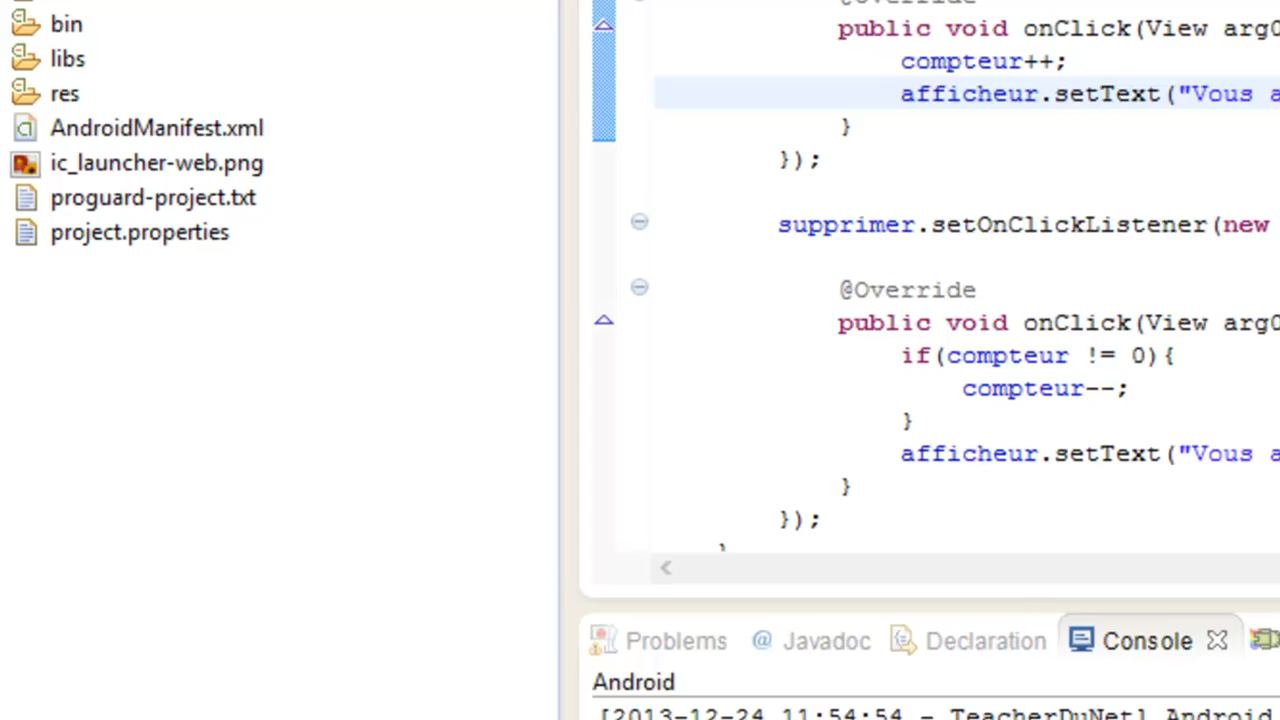 bin
libs
res
AndroidManifest.xml
ic_launcher-web.png
proguard-project.txt
project.properties
@Override
public void onClick(View arg0
compteur++;
afficheur.setText("Vous a
}
});
supprimer.setOnClickListener(new
@Override
public void onClick(View arg0
if(compteur != 0){
compteur--;
}
afficheur.setText("Vous a
}
});
}
Problems @ Javadoc Declaration Console
Android
[2013-12-24 11:54:54 - TeacherDuNet] Android